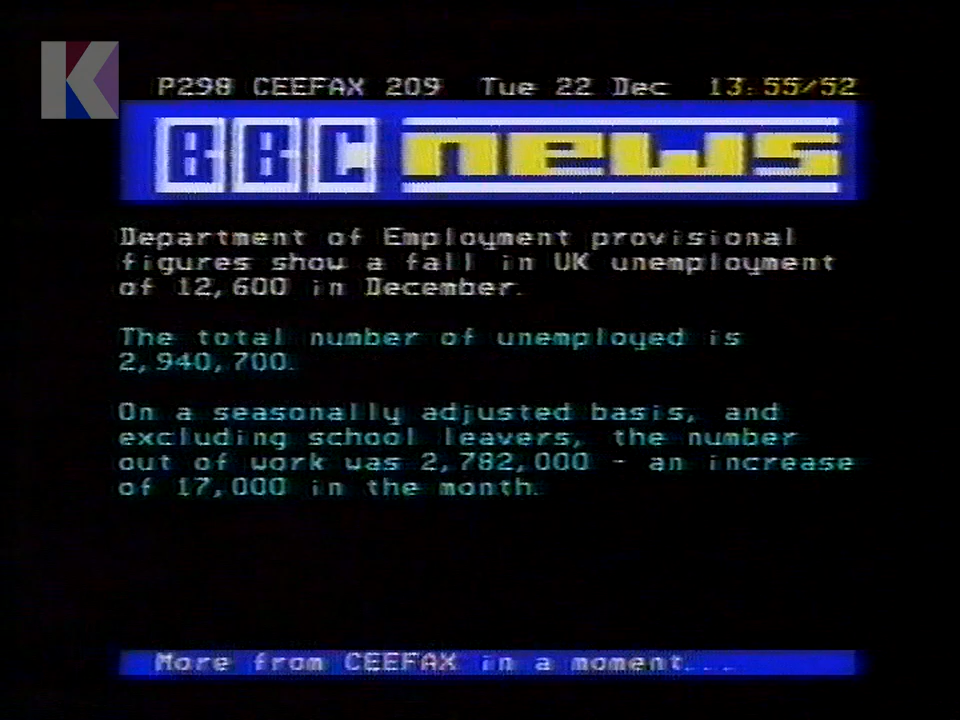 K
P298 CEEFAX 209 Tue 22 Dec 13:55/52
BBC news
Department of Employment provisional
figures show a fall in UK unemployment
of 12,600 in December.
The total number of unemployed is
2,940,700.
On a seasonally adjusted basis, and
excluding school leavers, the number
out of work was 2,782,000 - an increase
of 17,000 in the month.
More from CEEFAX in a moment...